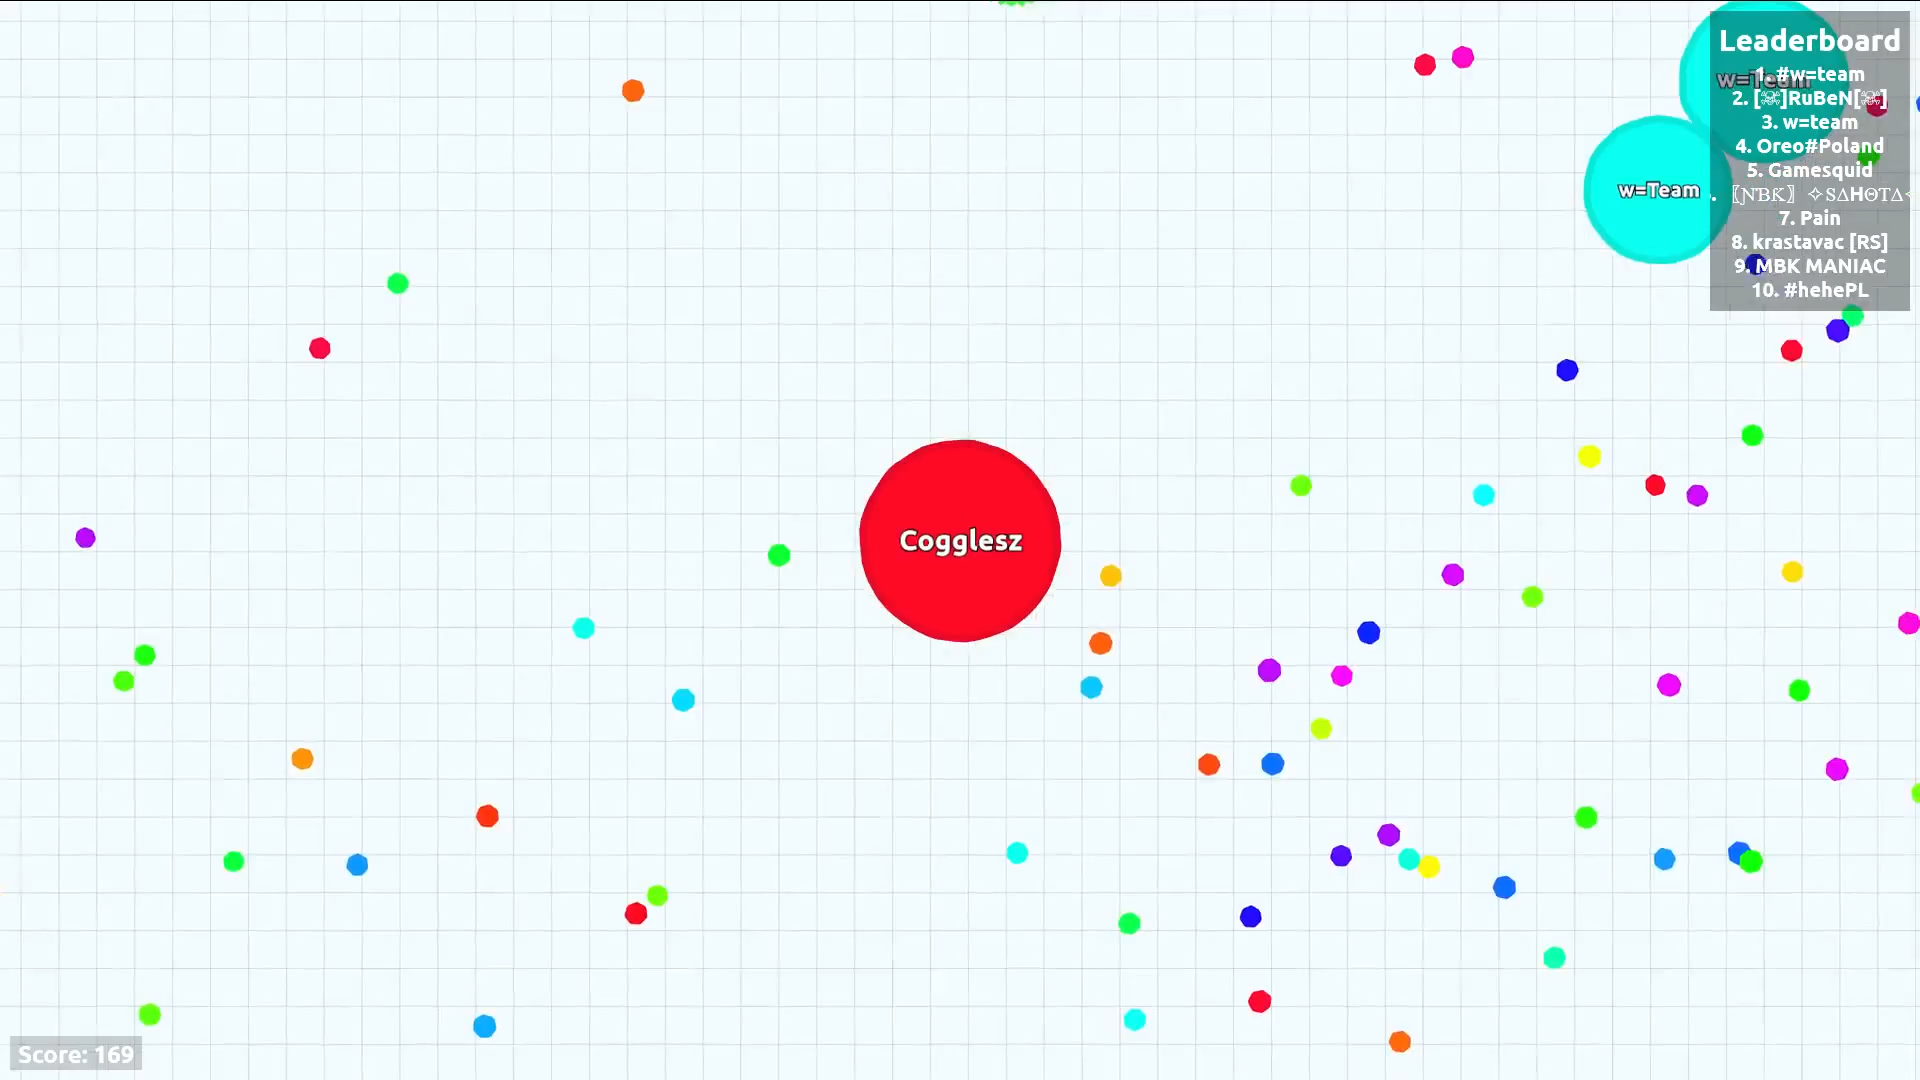 Leaderboard
w=Team
1. #w=team
2. [☠]RuBeN[☠]
3. w=team
4. Oreo#Poland
5. Gamesquid
7. Pain
8. krastavac [RS]
9. MBK MANIAC
10. #hehePL
w=Team
Cogglesz
Score: 169